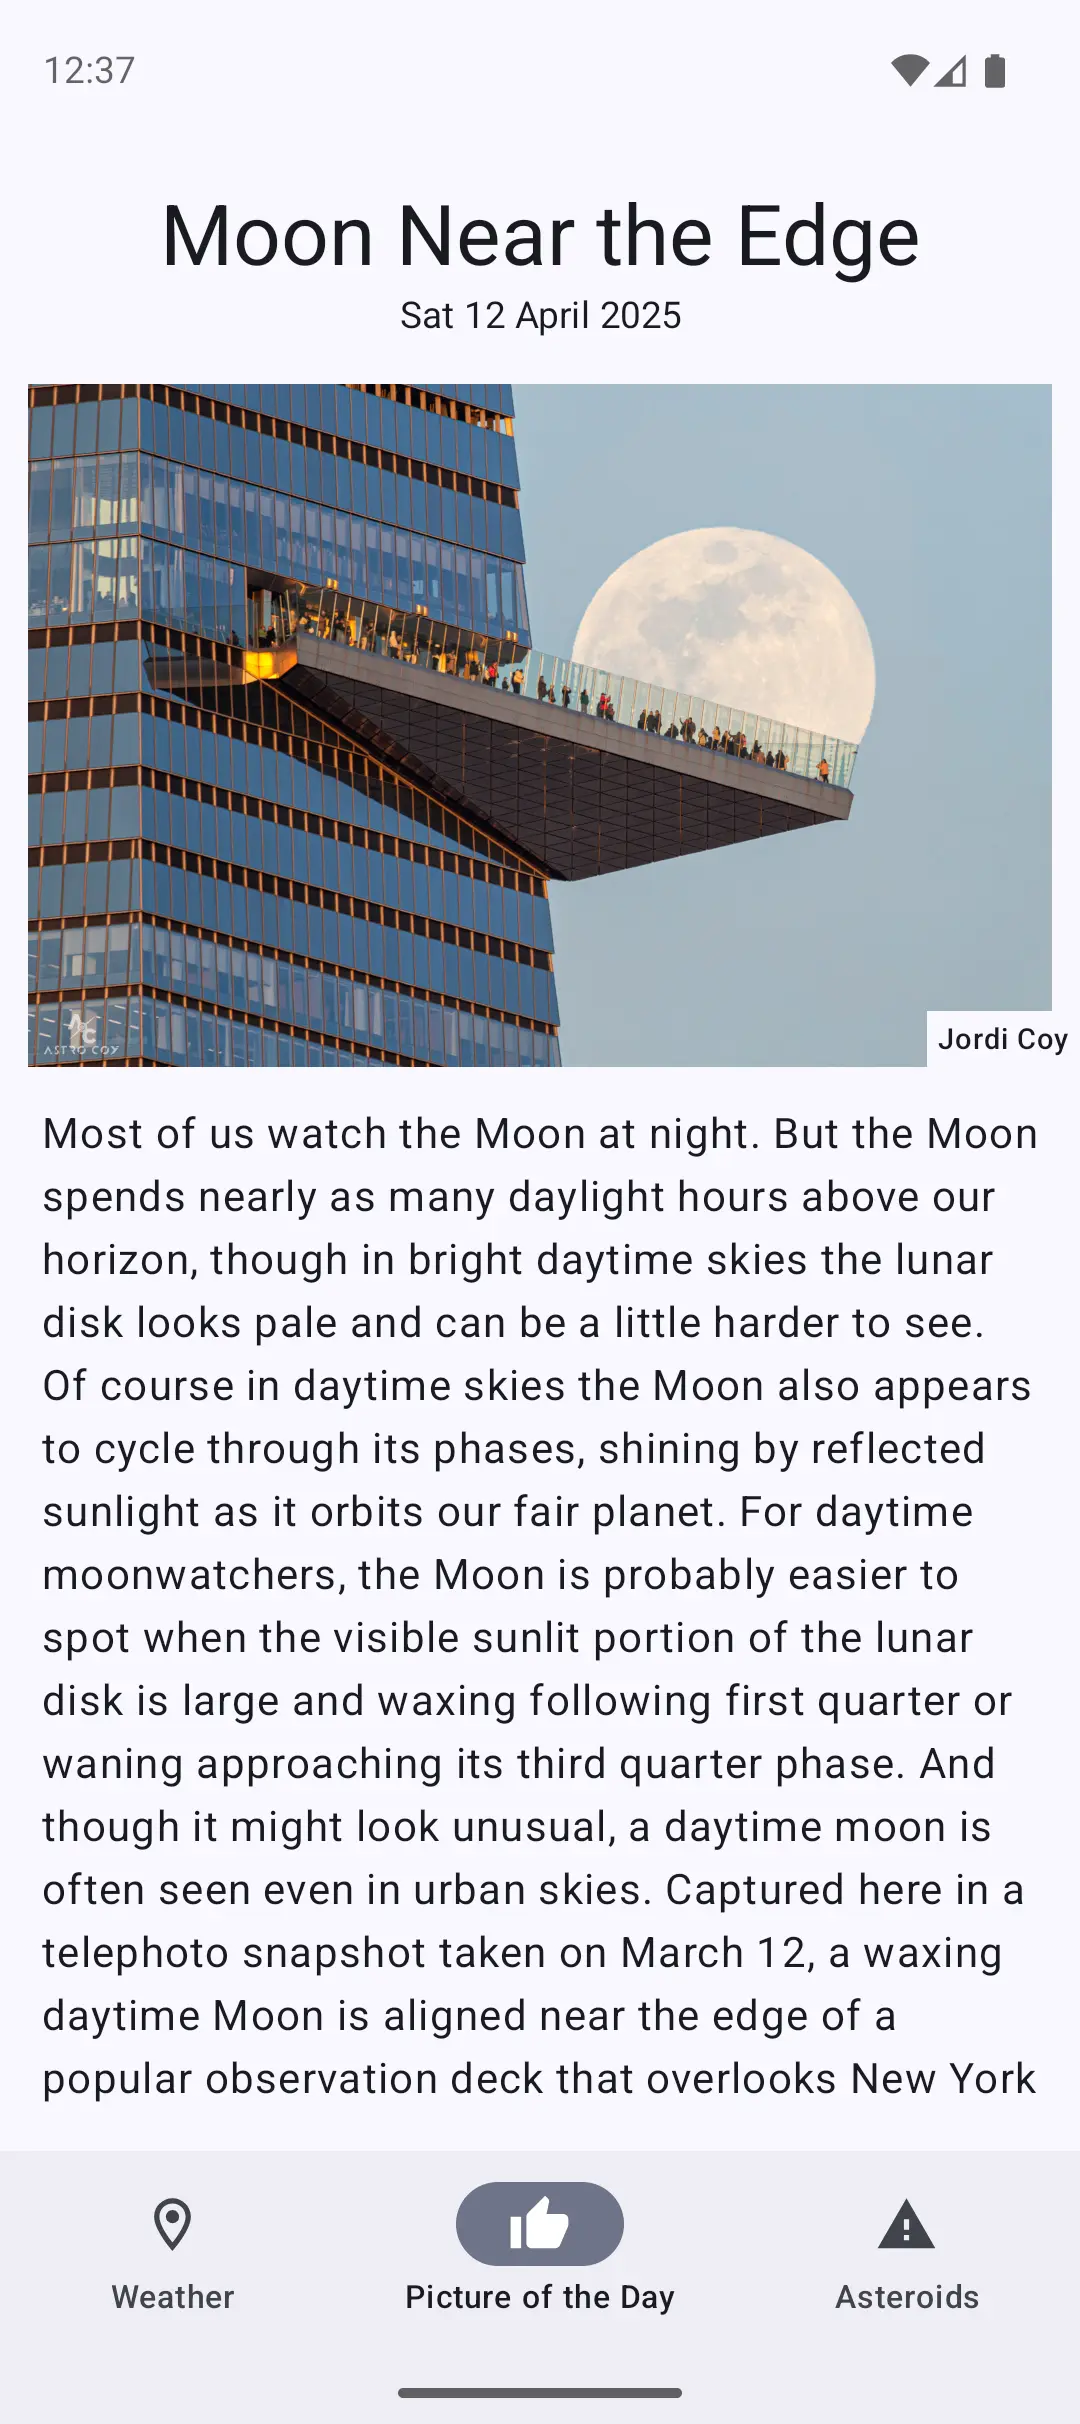 12:37
Moon Near the Edge
Sat 12 April 2025
ASTRO COY
Jordi Coy
Most of us watch the Moon at night. But the Moon
spends nearly as many daylight hours above our
horizon, though in bright daytime skies the lunar
disk looks pale and can be a little harder to see.
Of course in daytime skies the Moon also appears
to cycle through its phases, shining by reflected
sunlight as it orbits our fair planet. For daytime
moonwatchers, the Moon is probably easier to
spot when the visible sunlit portion of the lunar
disk is large and waxing following first quarter or
waning approaching its third quarter phase. And
though it might look unusual, a daytime moon is
often seen even in urban skies. Captured here in a
telephoto snapshot taken on March 12, a waxing
daytime Moon is aligned near the edge of a
popular observation deck that overlooks New York
Weather
Picture of the Day
Asteroids